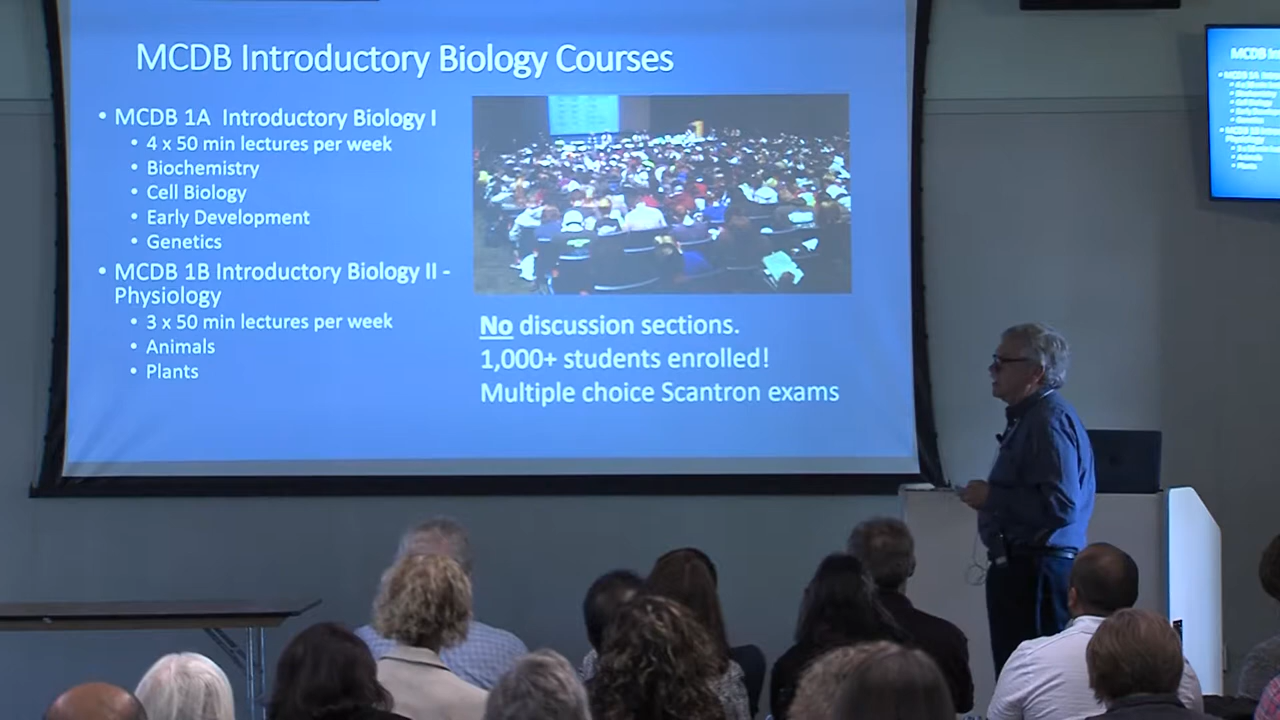 MCDB Introductory Biology Courses
• MCDB 1A Introductory Biology I
• 4 x 50 min lectures per week
• Biochemistry
• Cell Biology
• Early Development
• Genetics
• MCDB 1B Introductory Biology II -
Physiology
• 3 x 50 min lectures per week
• Animals
• Plants
No discussion sections.
1,000+ students enrolled!
Multiple choice Scantron exams